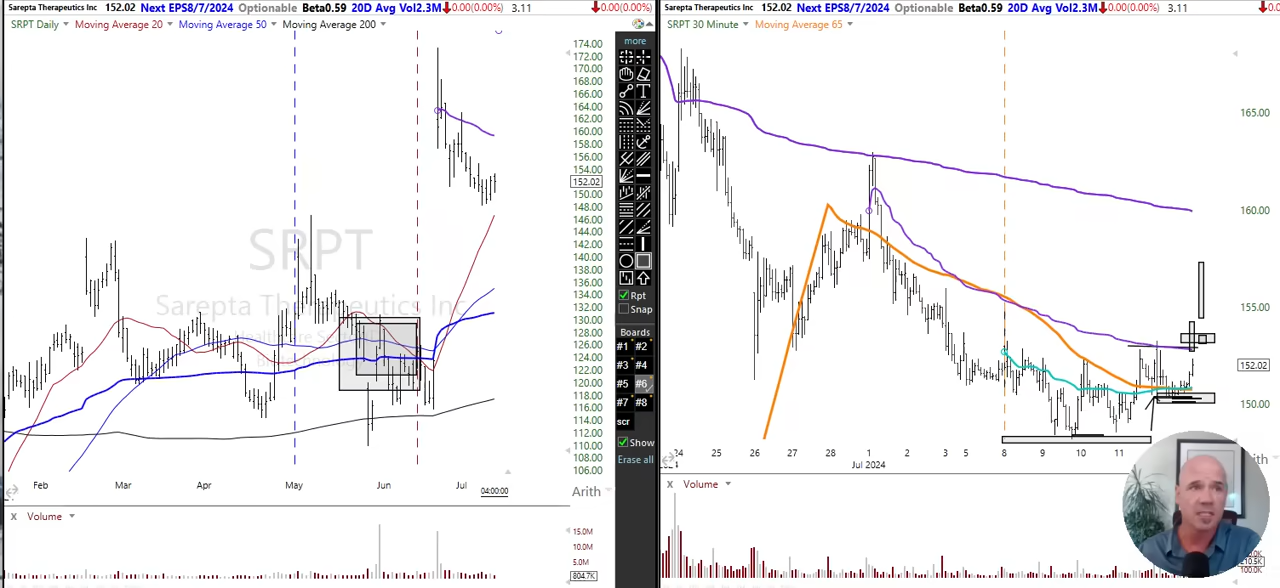 Sarepta Therapeutics Inc 152.02 Next EPS8/7/2024 Optionable Beta0.59 20D Avg Vol2.3M 0.00(0.00%) 3.11 0.00(0.00%)
SRPT Daily Moving Average 20 Moving Average 50 Moving Average 200
174.00
172.00
170.00
168.00
166.00
164.00
162.00
160.00
158.00
156.00
154.00
152.02
150.00
148.00
146.00
144.00
142.00
140.00
138.00
136.00
134.00
132.00
130.00
128.00
126.00
124.00
122.00
120.00
118.00
116.00
114.00
112.00
110.00
108.00
106.00
SRPT
Sarepta Therapeutics Inc
Feb Mar Apr May Jun Jul 04:00:00 Arith
X Volume
15.0M
10.0M
5.0M
804.7K
more
Rpt
Snap
Boards
#1 #2
#3 #4
#5 #6
#7 #8
scr
Show
Erase all
Sarepta Therapeutics Inc 152.02 Next EPS8/7/2024 Optionable Beta0.59 20D Avg Vol2.3M 0.00(0.00%) 3.11
SRPT 30 Minute Moving Average 65
165.00
160.00
155.00
152.02
150.00
24 25 26 27 28 1 2 3 5 8 9 10 11
Jul 2024
X Volume